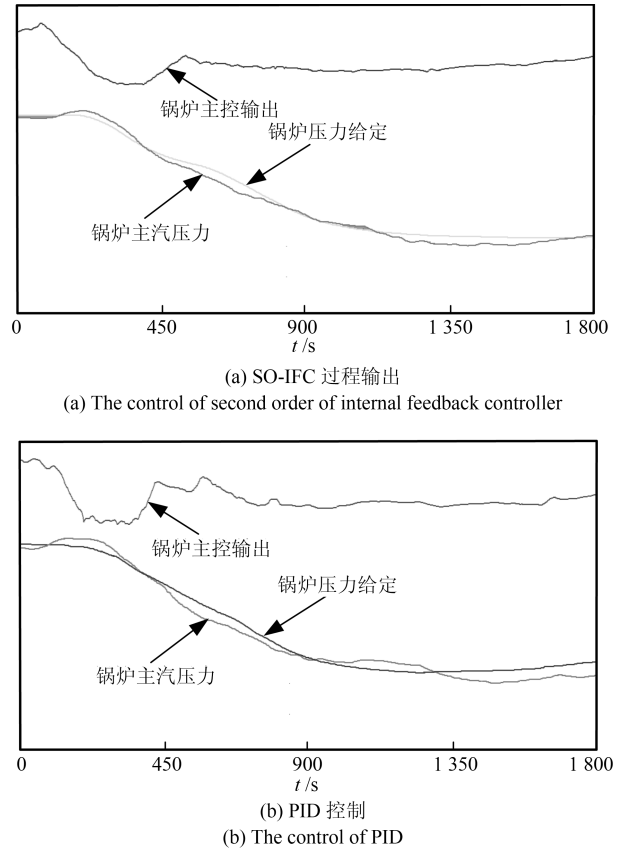 锅炉主控输出
锅炉压力给定
锅炉主汽压力
0 450 900 1 350 1 800
t /s
(a) SO-IFC 过程输出
(a) The control of second order of internal feedback controller
锅炉主控输出
锅炉压力给定
锅炉主汽压力
0 450 900 1 350 1 800
t /s
(b) PID 控制
(b) The control of PID